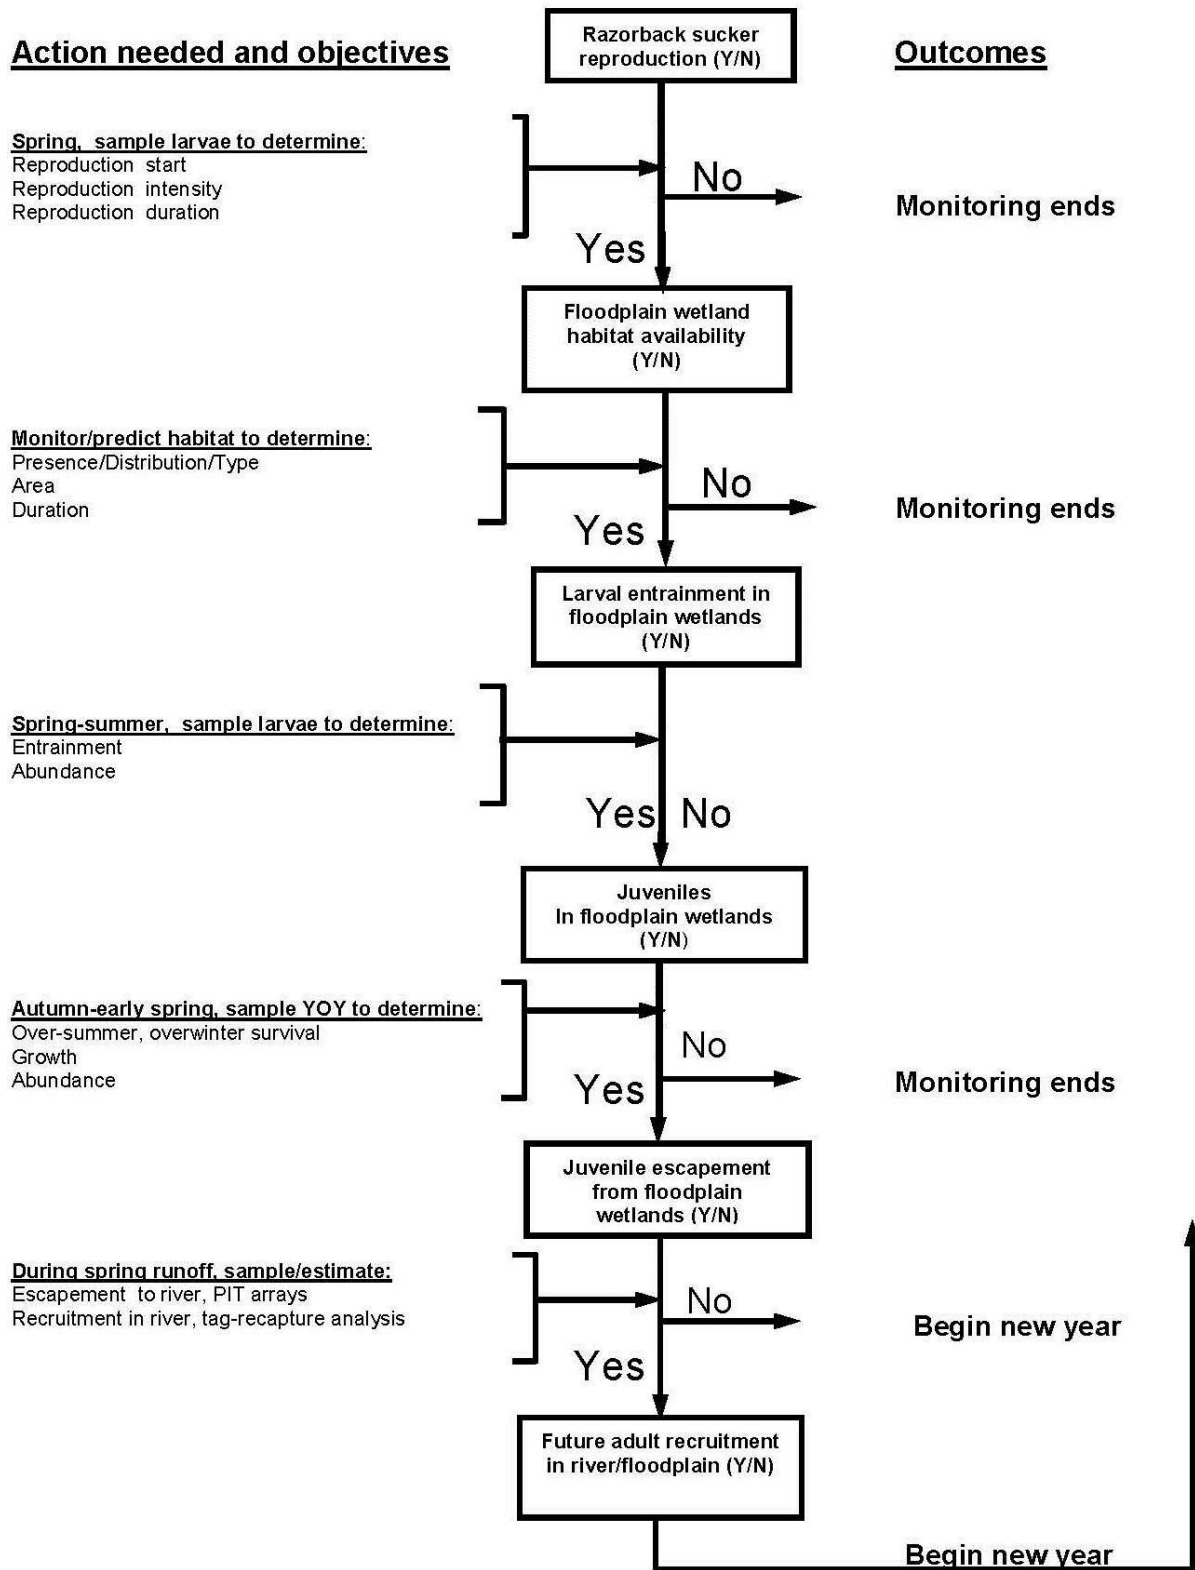 Razorback sucker
reproduction (Y/N)
Action needed and objectives
Outcomes
Spring, sample larvae to determine:
Reproduction start
Reproduction intensity
Reproduction duration
No
Monitoring ends
Yes
Floodplain wetland
habitat availability
(Y/N)
Monitor/predict habitat to determine:
Presence/Distribution/Type
Area
Duration
No
Monitoring ends
Yes
Larval entrainment in
floodplain wetlands
(Y/N)
Spring-summer, sample larvae to determine:
Entrainment
Abundance
Yes No
Juveniles
In floodplain wetlands
(Y/N)
Autumn-early spring, sample YOY to determine:
Over-summer, overwinter survival
Growth
Abundance
No
Monitoring ends
Yes
Juvenile escapement
from floodplain
wetlands (Y/N)
During spring runoff, sample/estimate:
Escapement to river, PIT arrays
Recruitment in river, tag-recapture analysis
No
Begin new year
Yes
Future adult recruitment
in river/floodplain (Y/N)
Begin new year